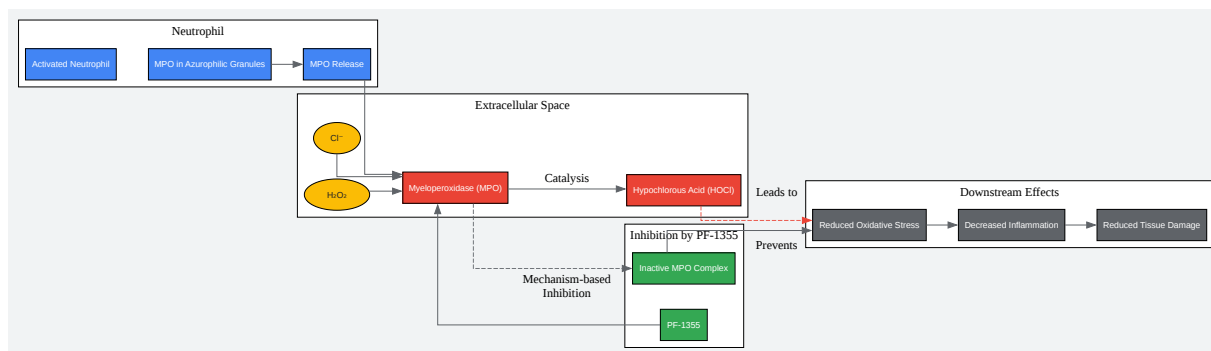 Neutrophil
Activated Neutrophil
MPO in Azurophilic Granules
MPO Release
Extracellular Space
Cl⁻
H₂O₂
Myeloperoxidase (MPO)
Catalysis
Hypochlorous Acid (HOCl)
Leads to
Downstream Effects
Reduced Oxidative Stress
Decreased Inflammation
Reduced Tissue Damage
Prevents
Inhibition by PF-1355
Inactive MPO Complex
Mechanism-based
Inhibition
PF-1355